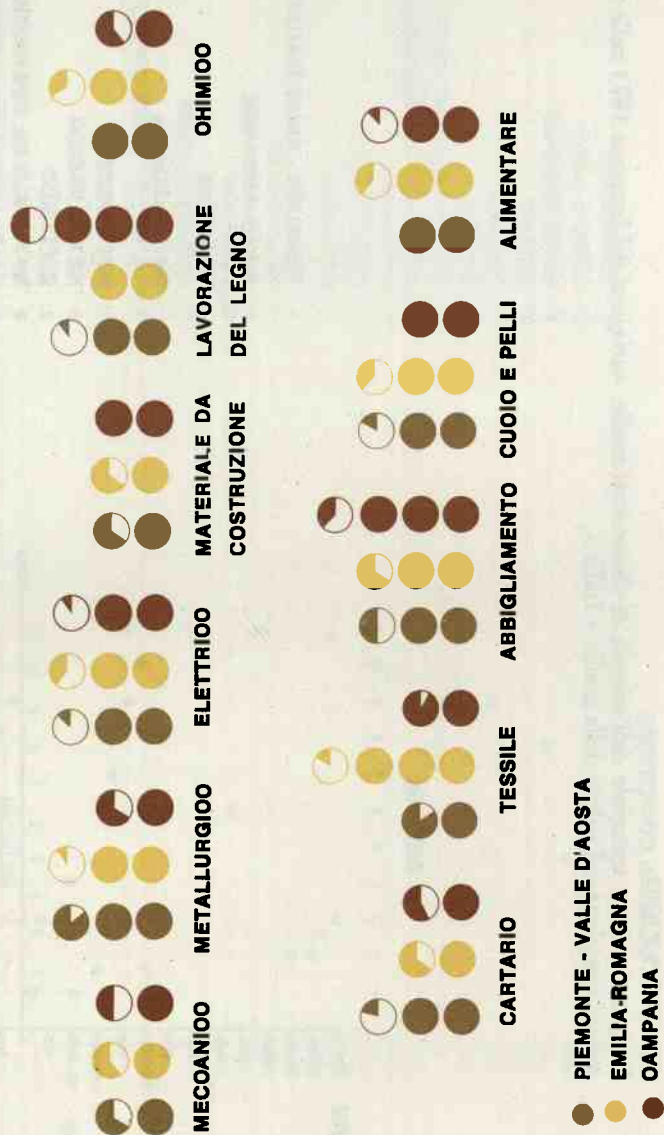 MECOANIOO
METALLURGIOO
ELETTRIOO
MATERIALE DA
COSTRUZIONE
LAVORAZIONE
DEL LEGNO
OHIMIOO
CARTARIO
TESSILE
ABBIGLIAMENTO
CUOIO E PELLI
ALIMENTARE
PIEMONTE - VALLE D'AOSTA
EMILIA-ROMAGNA
OAMPANIA